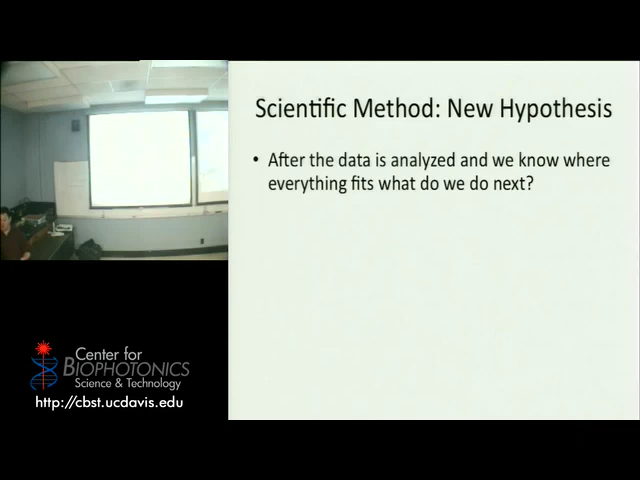 Scientific Method: New Hypothesis
• After the data is analyzed and we know where
everything fits what do we do next?
Center for
BIOPHOTONICS
Science & Technology
http://cbst.ucdavis.edu